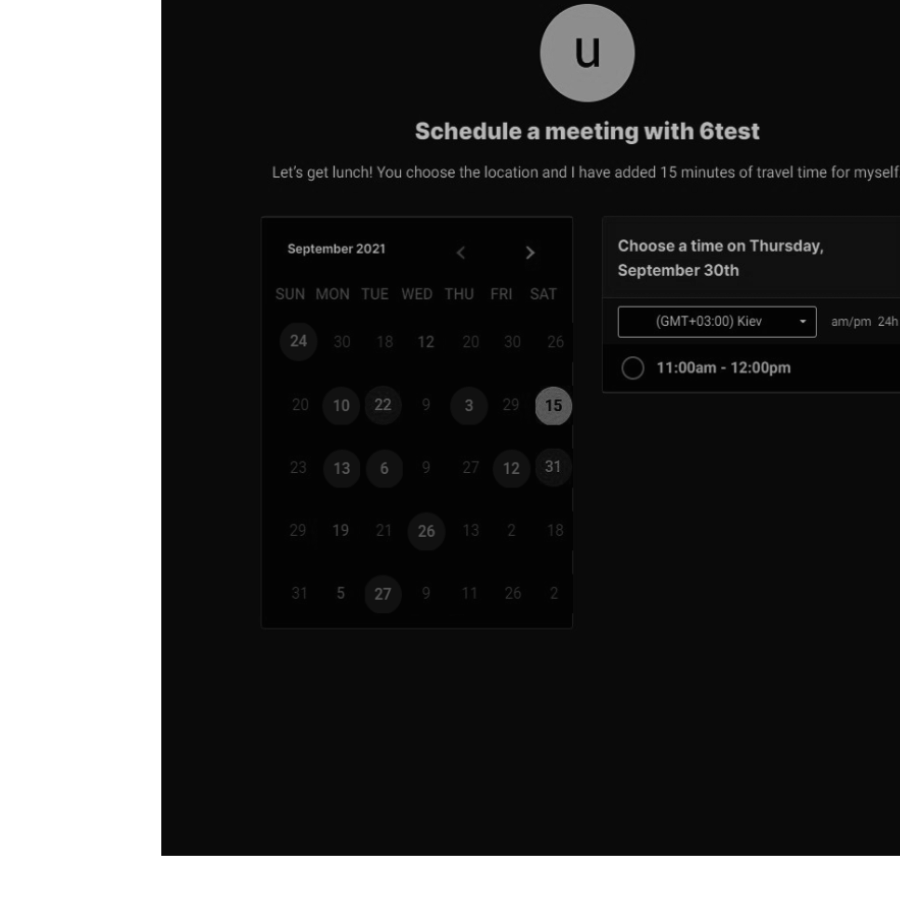 u
Schedule a meeting with 6test
Let's get lunch! You choose the location and I have added 15 minutes of travel time for myself
September 2021
SUN MON TUE WED THU FRI SAT
24 30 18 12 20 30 26
20 10 22 9 3 29 15
23 13 6 9 27 12 31
29 19 21 26 13 2 18
31 5 27 9 11 26 2
Choose a time on Thursday,
September 30th
(GMT+03:00) Kiev am/pm 24h
11:00am - 12:00pm